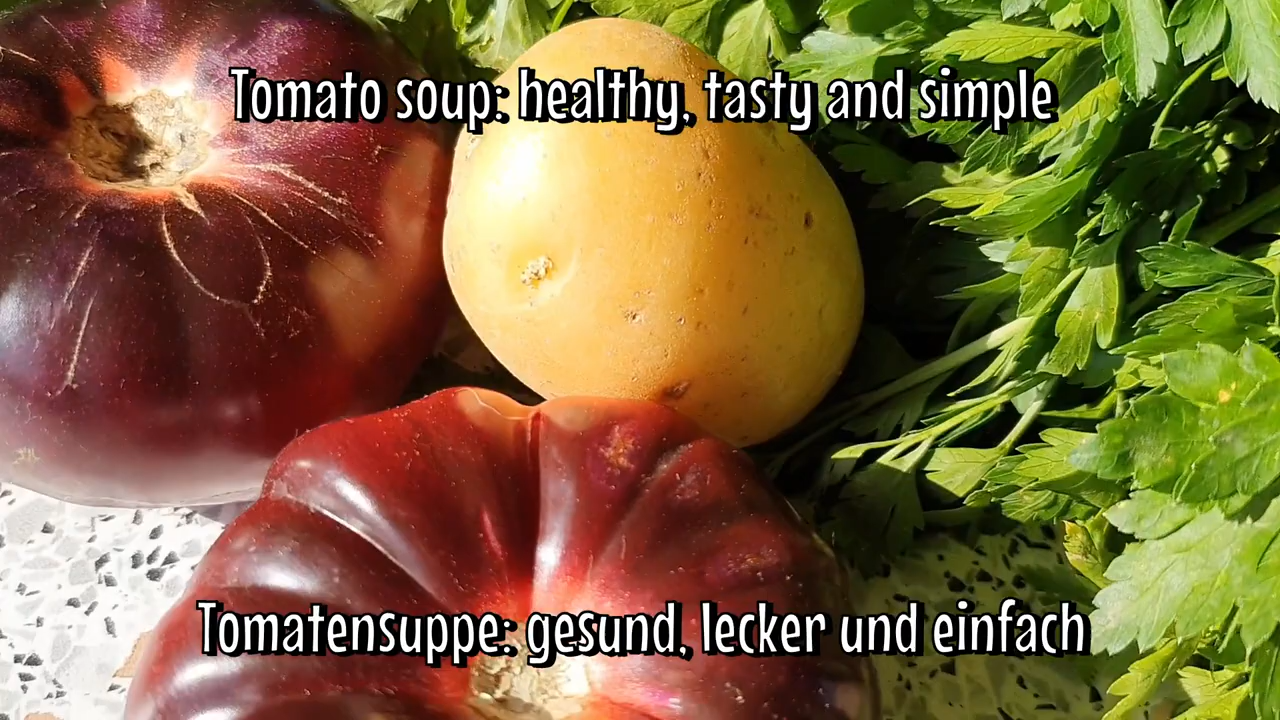 Tomato soup: healthy, tasty and simple
Tomatensuppe: gesund, lecker und einfach